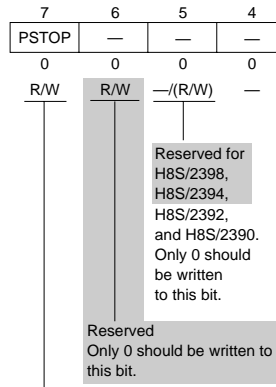 7 6 5 4
PSTOP — — —
0 0 0 0
R/W R/W —/(R/W) —
Reserved for
H8S/2398,
H8S/2394,
H8S/2392,
and H8S/2390.
Only 0 should
be written
to this bit.
Reserved
Only 0 should be written to
this bit.